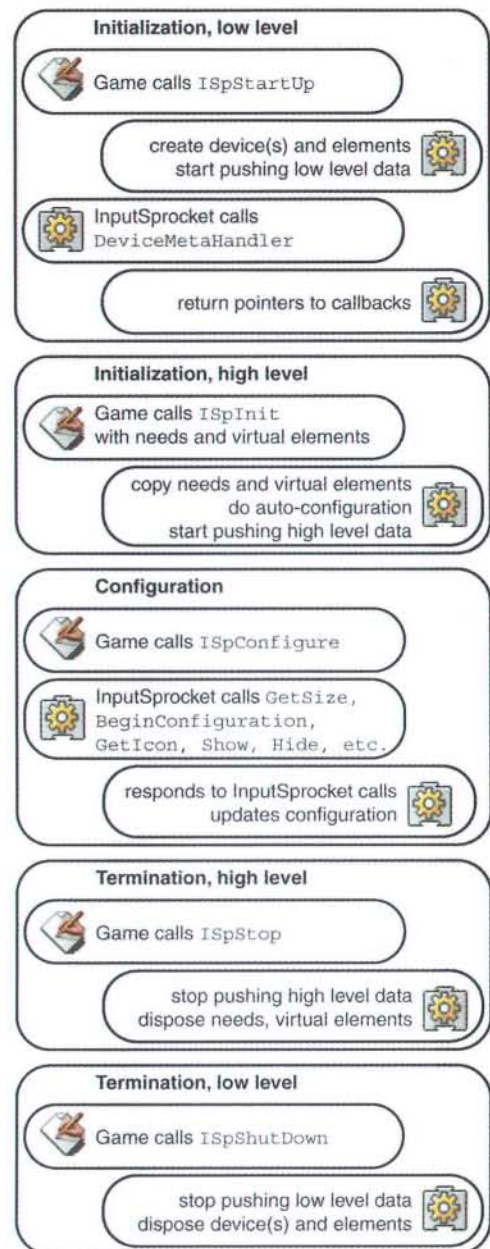 Initialization, low level
Game calls ISpStartUp
create device(s) and elements
start pushing low level data
InputSprocket calls
DeviceMetaHandler
return pointers to callbacks
Initialization, high level
Game calls ISpInit
with needs and virtual elements
copy needs and virtual elements
do auto-configuration
start pushing high level data
Configuration
Game calls ISpConfigure
InputSprocket calls GetSize,
BeginConfiguration,
GetIcon, Show, Hide, etc.
responds to InputSprocket calls
updates configuration
Termination, high level
Game calls ISpStop
stop pushing high level data
dispose needs, virtual elements
Termination, low level
Game calls ISpShutDown
stop pushing low level data
dispose device(s) and elements